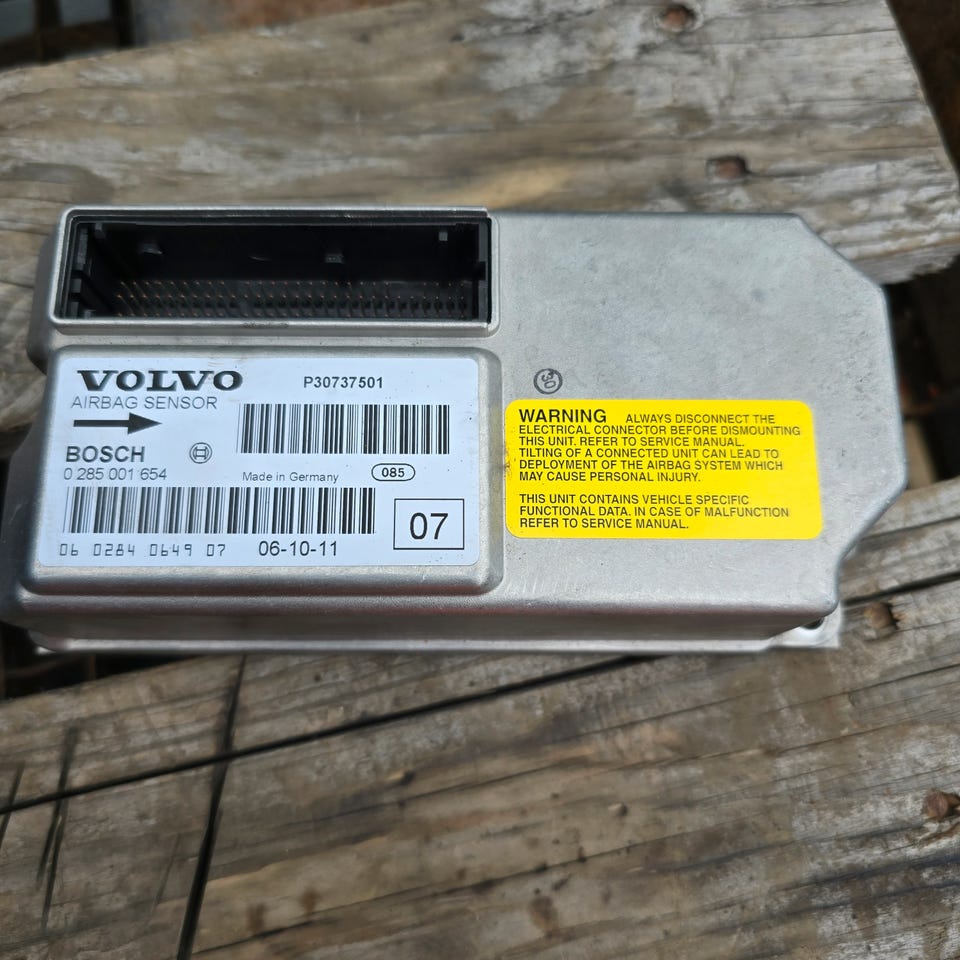 VOLVO
P30737501
AIRBAG SENSOR
BOSCH
0 285 001 654
Made in Germany
085
06 0284 0649 07
06-10-11
07
30
WARNING ALWAYS DISCONNECT THE
ELECTRICAL CONNECTOR BEFORE DISMOUNTING
THIS UNIT. REFER TO SERVICE MANUAL.
TILTING OF A CONNECTED UNIT CAN LEAD TO
DEPLOYMENT OF THE AIRBAG SYSTEM WHICH
MAY CAUSE PERSONAL INJURY.
THIS UNIT CONTAINS VEHICLE SPECIFIC
FUNCTIONAL DATA. IN CASE OF MALFUNCTION
REFER TO SERVICE MANUAL.